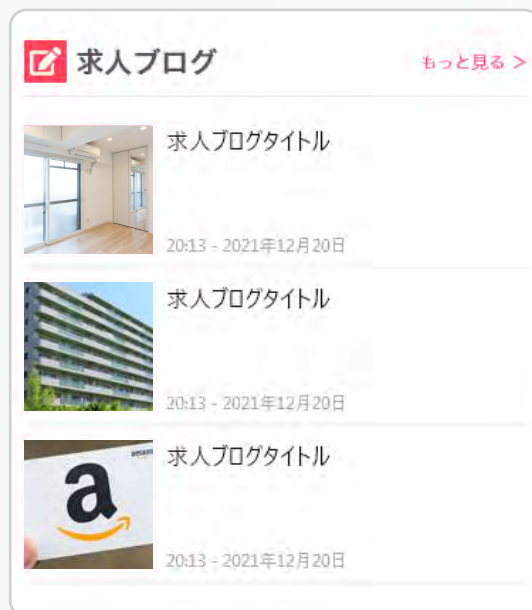 求人ブログ
もっと見る >
求人ブログタイトル
20:13 - 2021年12月20日
求人ブログタイトル
20:13 - 2021年12月20日
amazon
a
求人ブログタイトル
20:13 - 2021年12月20日